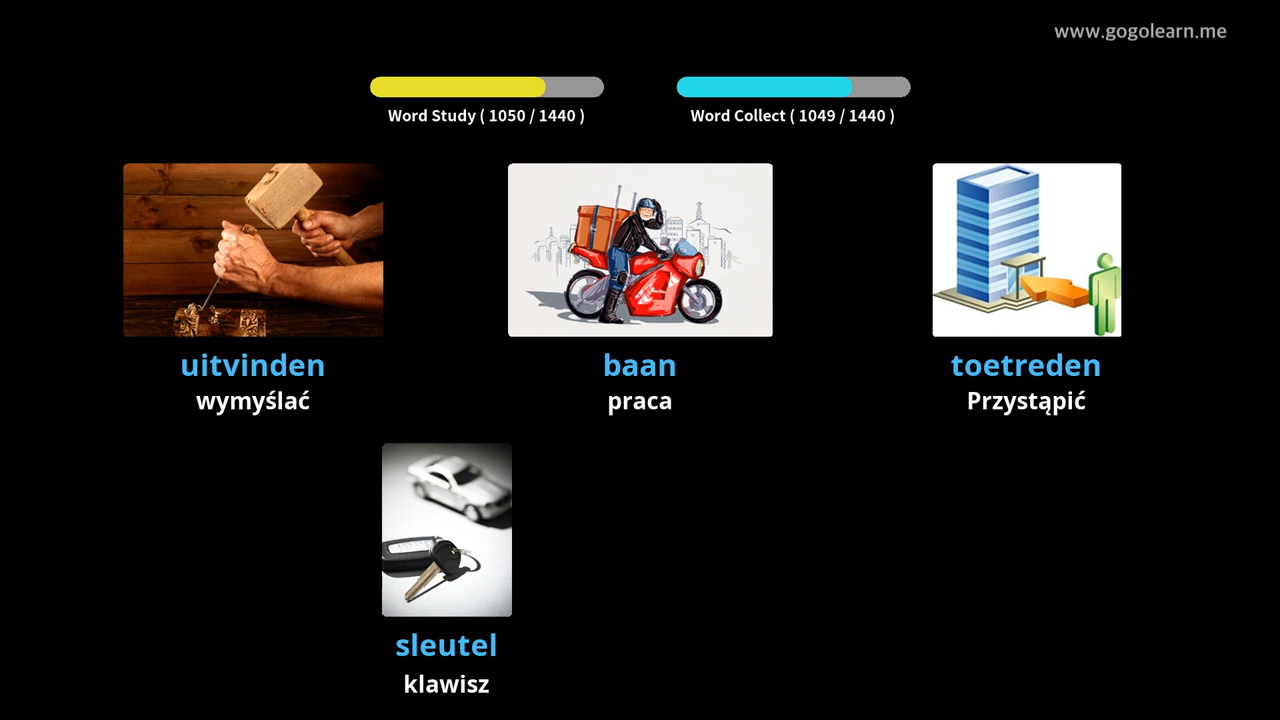 www.gogolearn.me
Word Study ( 1050 / 1440 )
Word Collect ( 1049 / 1440 )
uitvinden
wymyślać
baan
praca
toetreden
Przystąpić
sleutel
klawisz